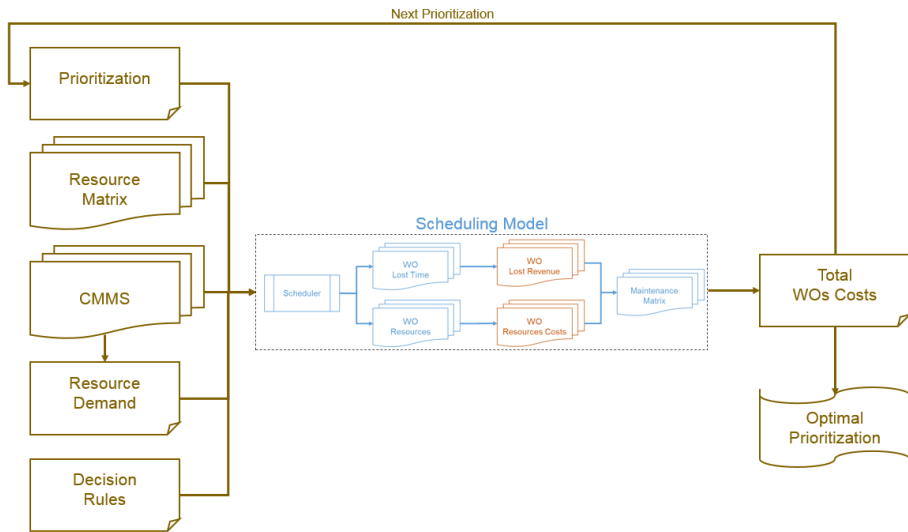 Next Prioritization
Prioritization
Resource
Matrix
CMMS
Resource
Demand
Decision
Rules
Scheduling Model
Scheduler
WO
Lost Time
WO
Lost Revenue
WO
Resources
WO
Resources Costs
Maintenance
Matrix
Total
WOs Costs
Optimal
Prioritization